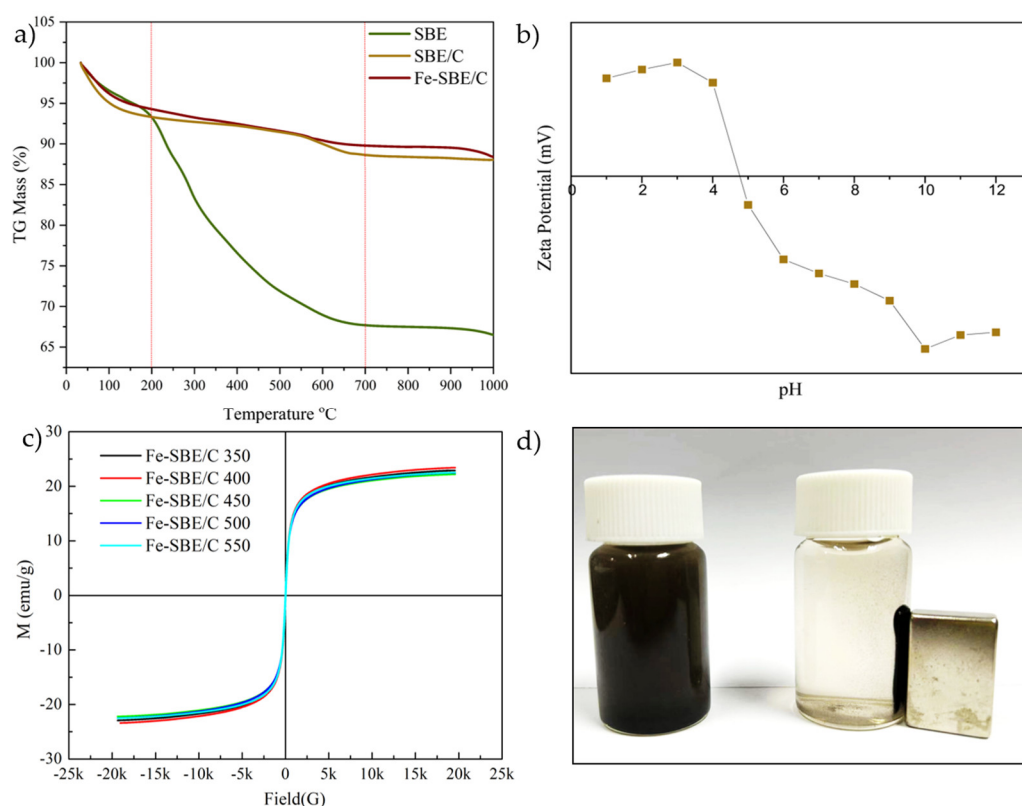 a)
SBE
SBE/C
Fe-SBE/C
105
100
95
90
85
80
75
70
65
TG Mass (%)
0 100 200 300 400 500 600 700 800 900 1000
Temperature °C
b)
Zeta Potential (mV)
0 2 4 6 8 10 12
pH
c)
Fe-SBE/C 350
Fe-SBE/C 400
Fe-SBE/C 450
Fe-SBE/C 500
Fe-SBE/C 550
30
20
10
0
-10
-20
-30
M (emu/g)
-25k -20k -15k -10k -5k 0 5k 10k 15k 20k 25k
Field(G)
d)